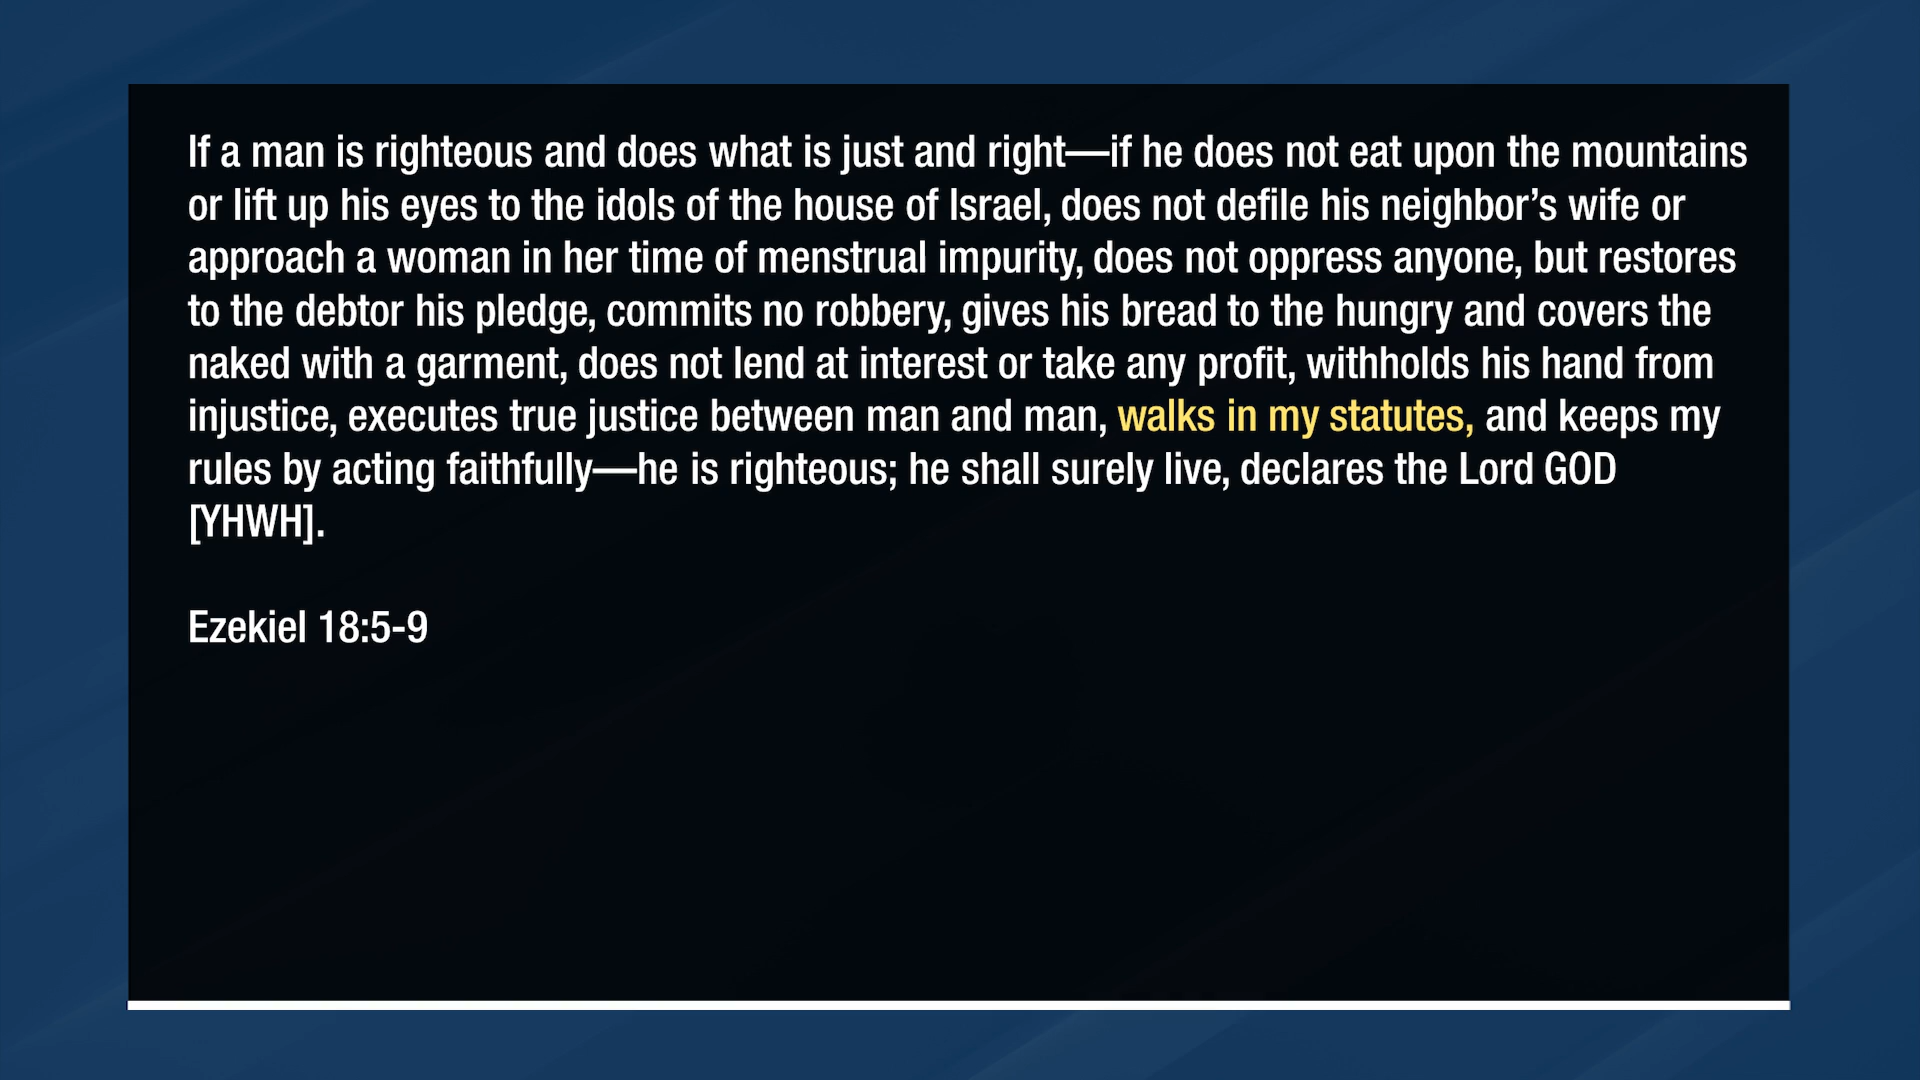 If a man is righteous and does what is just and right—if he does not eat upon the mountains
or lift up his eyes to the idols of the house of Israel, does not defile his neighbor’s wife or
approach a woman in her time of menstrual impurity, does not oppress anyone, but restores
to the debtor his pledge, commits no robbery, gives his bread to the hungry and covers the
naked with a garment, does not lend at interest or take any profit, withholds his hand from
injustice, executes true justice between man and man, walks in my statutes, and keeps my
rules by acting faithfully—he is righteous; he shall surely live, declares the Lord GOD
[YHWH].
Ezekiel 18:5-9